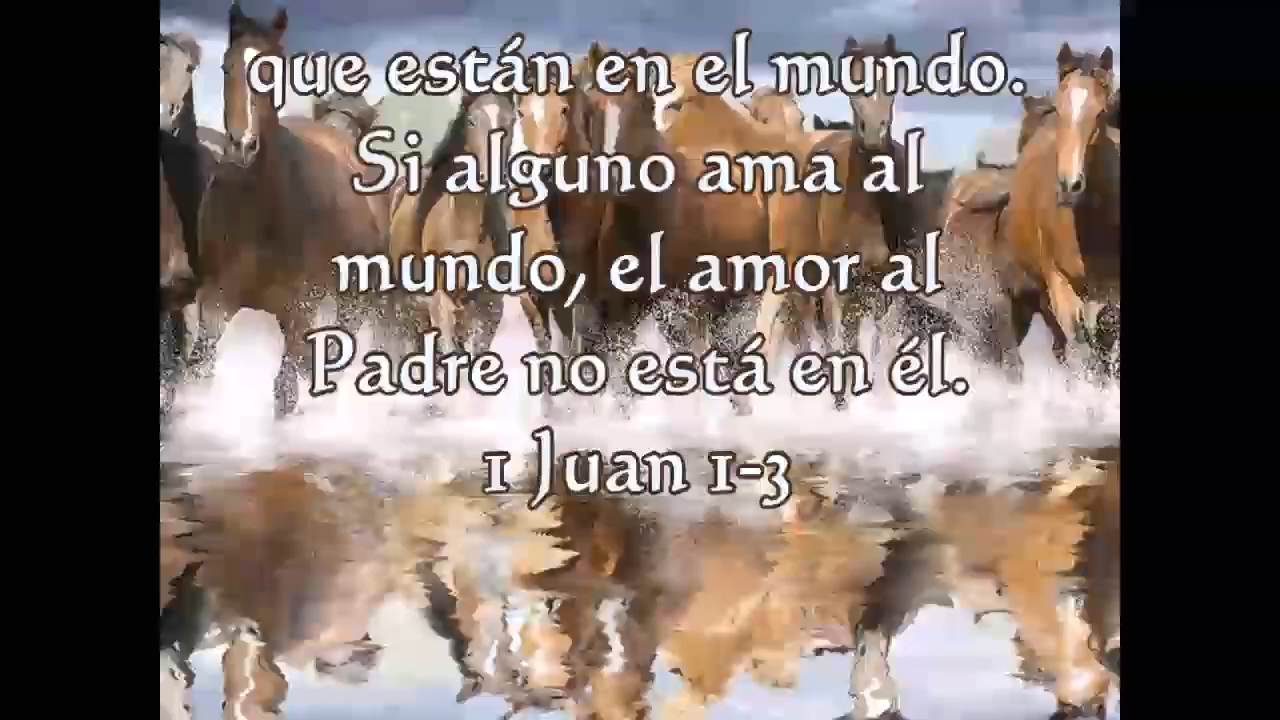 que están en el mundo.
Si alguno ama al
mundo, el amor al
Padre no está en él.
1 Juan 1-3